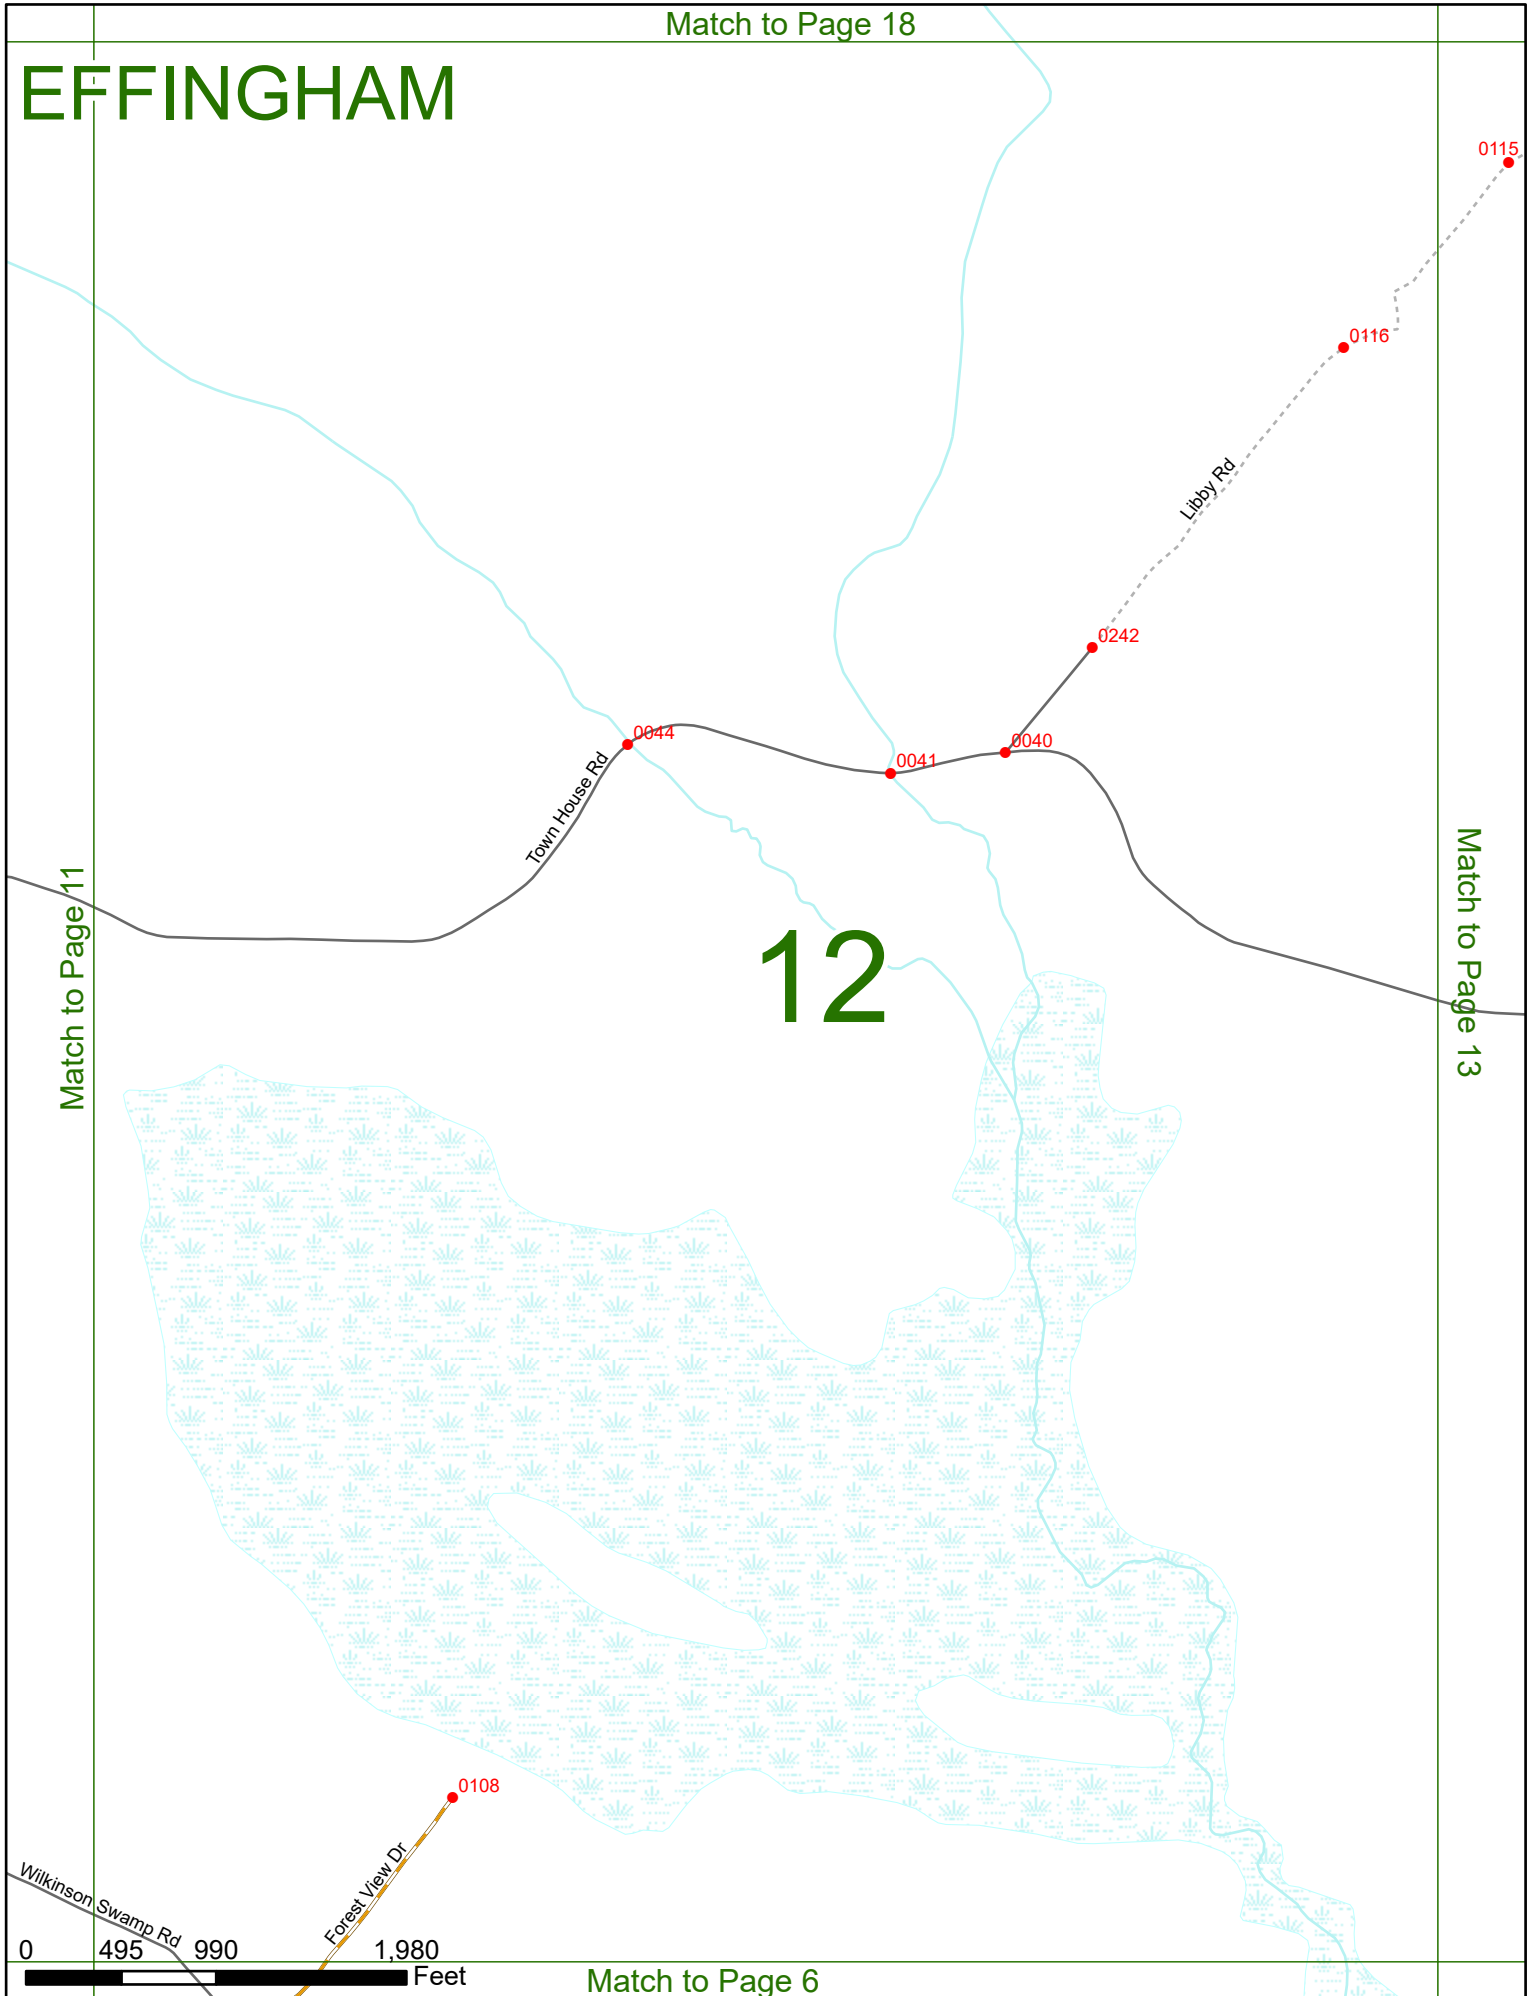 Match to Page 18
EFFINGHAM
0115
0116
Libby Rd
0242
0044
0040
0041
Town House Rd
Match to Page 11
Match to Page 13
12
0108
Forest View Dr
Wilkinson Swamp Rd
0 495 990 1,980
Feet
Match to Page 6